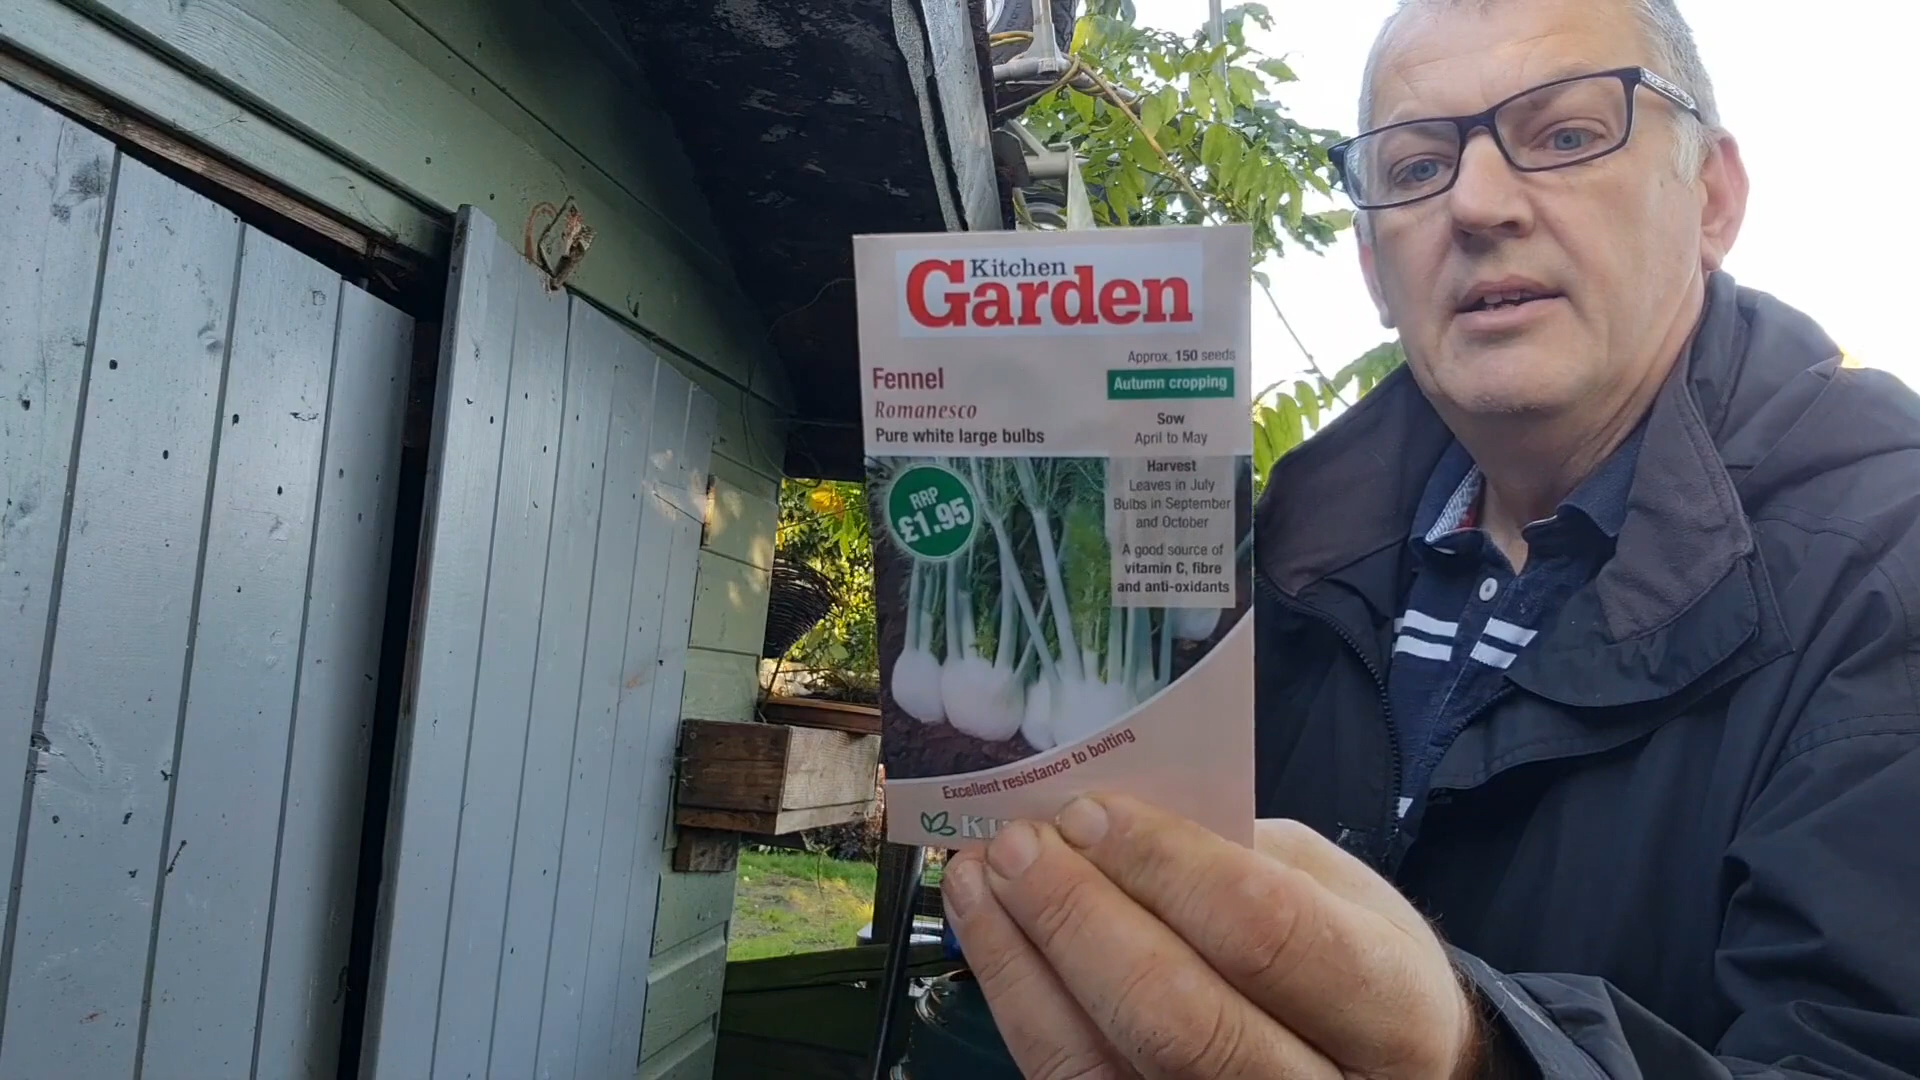 Kitchen
Garden
Approx. 150 seeds
Fennel
Autumn cropping
Romanesco
Pure white large bulbs
Sow
April to May
Harvest
Leaves in July
Bulbs in September
and October
A good source of
vitamin C, fibre
and anti-oxidants
RRP
£1.95
Excellent resistance to bolting